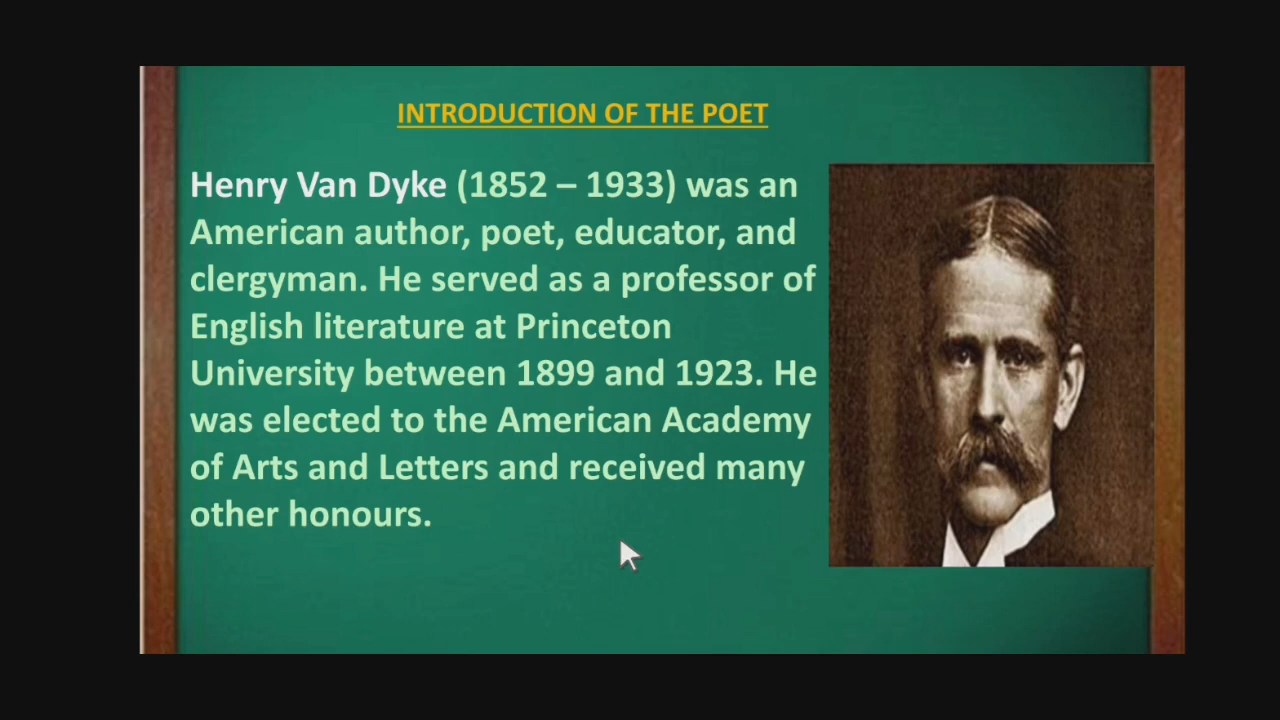 INTRODUCTION OF THE POET
Henry Van Dyke (1852 – 1933) was an
American author, poet, educator, and
clergyman. He served as a professor of
English literature at Princeton
University between 1899 and 1923. He
was elected to the American Academy
of Arts and Letters and received many
other honours.